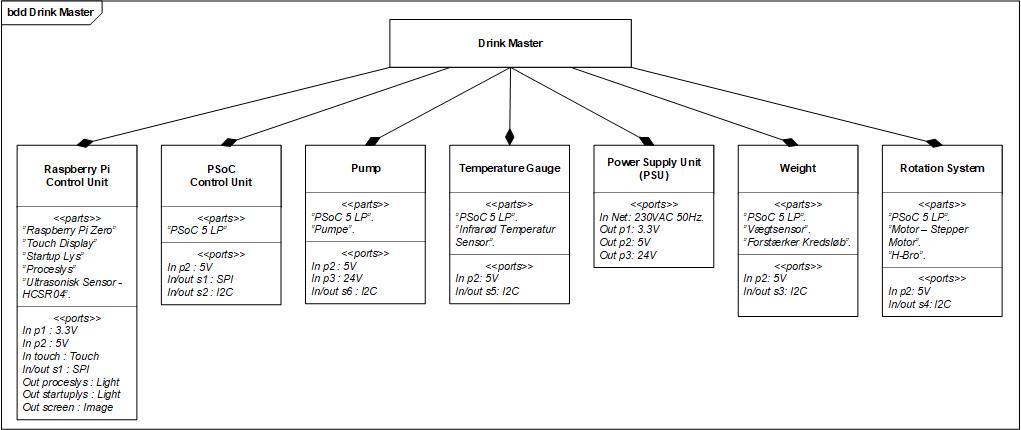 bdd Drink Master
Drink Master
Raspberry Pi
Control Unit
<<parts>>
"Raspberry Pi Zero"
"Touch Display"
"Startup Lys"
"Proceslys"
"Ultrasonisk Sensor -
HCSR04".
<<ports>>
In p1 : 3.3V
In p2 : 5V
In touch : Touch
In/out s1 : SPI
Out proceslys : Light
Out startuplys : Light
Out screen : Image
PSoC
Control Unit
<<parts>>
"PSoC 5 LP"
<<ports>>
In p2 : 5V
In/out s1 : SPI
In/out s2 : I2C
Pump
<<parts>>
"PSoC 5 LP".
"Pumpe".
<<ports>>
In p2 : 5V
In p3 : 24V
In/out s6 : I2C
Temperature Gauge
<<parts>>
"PSoC 5 LP".
"Infrarød Temperatur
Sensor".
<<ports>>
In p2 : 5V
In/out s5: I2C
Power Supply Unit
(PSU)
<<ports>>
In Net: 230VAC 50Hz.
Out p1: 3.3V
Out p2: 5V
Out p3: 24V
Weight
<<parts>>
"PSoC 5 LP".
"Vægtsensor".
"Forstærker Kredsløb".
<<ports>>
In p2: 5V
In/out s3: I2C
Rotation System
<<parts>>
"PSoC 5 LP".
"Motor – Stepper
Motor".
"H-Bro".
<<ports>>
In p2: 5V
In/out s4: I2C